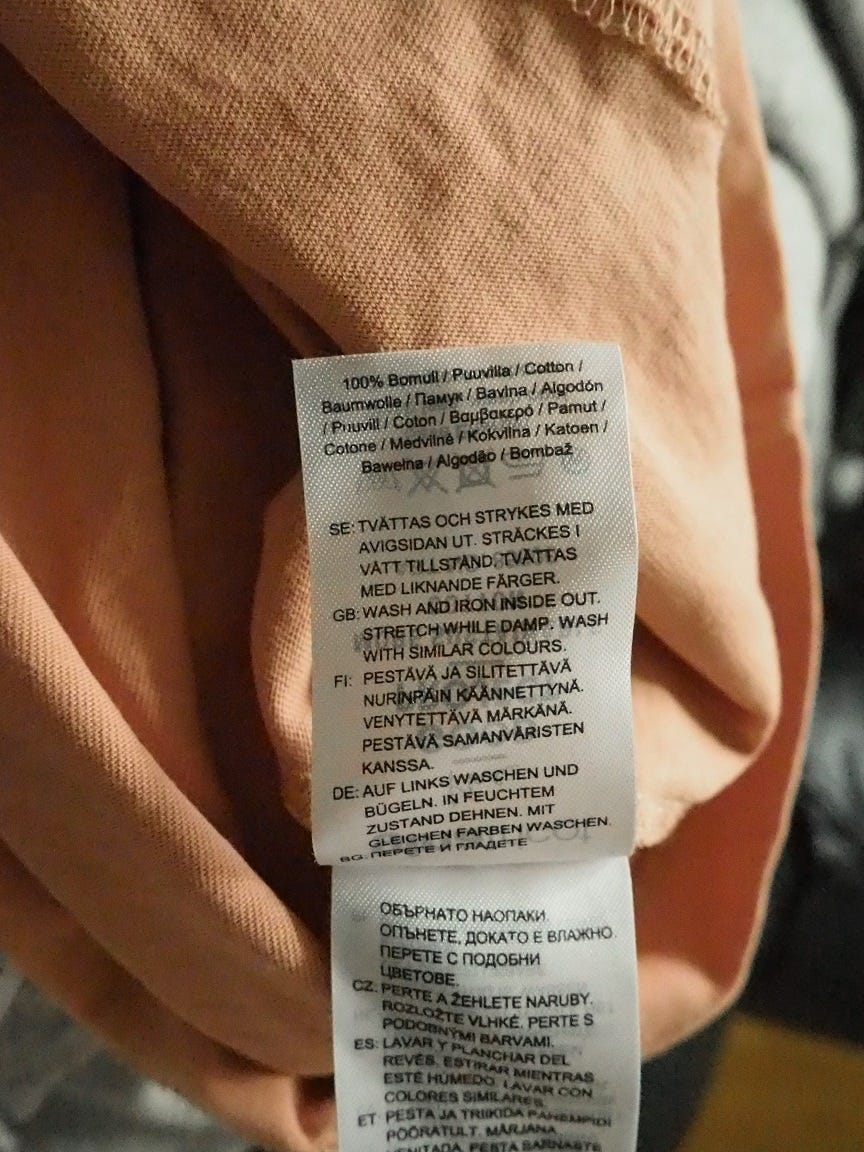 100% Bomull / Puuvilla / Cotton /
Baumwolle / Памук / Bavlna / Algodón
/ Puuvill / Coton / Βαμβακερό / Pamut /
Cotone / Medvilnė / Kokvilna / Katoen /
Bawełna / Algodão / Bombaž
SE: TVÄTTAS OCH STRYKES MED
AVIGSIDAN UT. STRÄCKES I
VÅTT TILLSTÅND. TVÄTTAS
MED LIKNANDE FÄRGER.
GB: WASH AND IRON INSIDE OUT.
STRETCH WHILE DAMP. WASH
WITH SIMILAR COLOURS.
FI: PESTÄVÄ JA SILITETTÄVÄ
NURINPÄIN KÄÄNNETTYNÄ.
VENYTETTÄVÄ MÄRKÄNÄ.
PESTÄVÄ SAMANVÄRISTEN
KANSSA.
DE: AUF LINKS WASCHEN UND
BÜGELN. IN FEUCHTEM
ZUSTAND DEHNEN. MIT
GLEICHEN FARBEN WASCHEN.
BG: ПЕРЕТЕ И ГЛАДЕТЕ
ОБЪРНАТО НАОПАКИ.
ОПЪНЕТЕ, ДОКАТО Е ВЛАЖНО.
ПЕРЕТЕ С ПОДОБНИ
ЦВЕТОВЕ.
CZ: PERTE A ŽEHLETE NARUBY.
ROZLOŽTE VLHKÉ. PERTE S
PODOBNÝMI BARVAMI.
ES: LAVAR Y PLANCHAR DEL
REVÉS. ESTIRAR MIENTRAS
ESTÉ HÚMEDO. LAVAR CON
COLORES SIMILARES.
ET PESTA JA TRIIKIDA PAHEMPIDI
PÖÖRATULT. MÄRJANA
VENITADA. PESTA SARNASTE